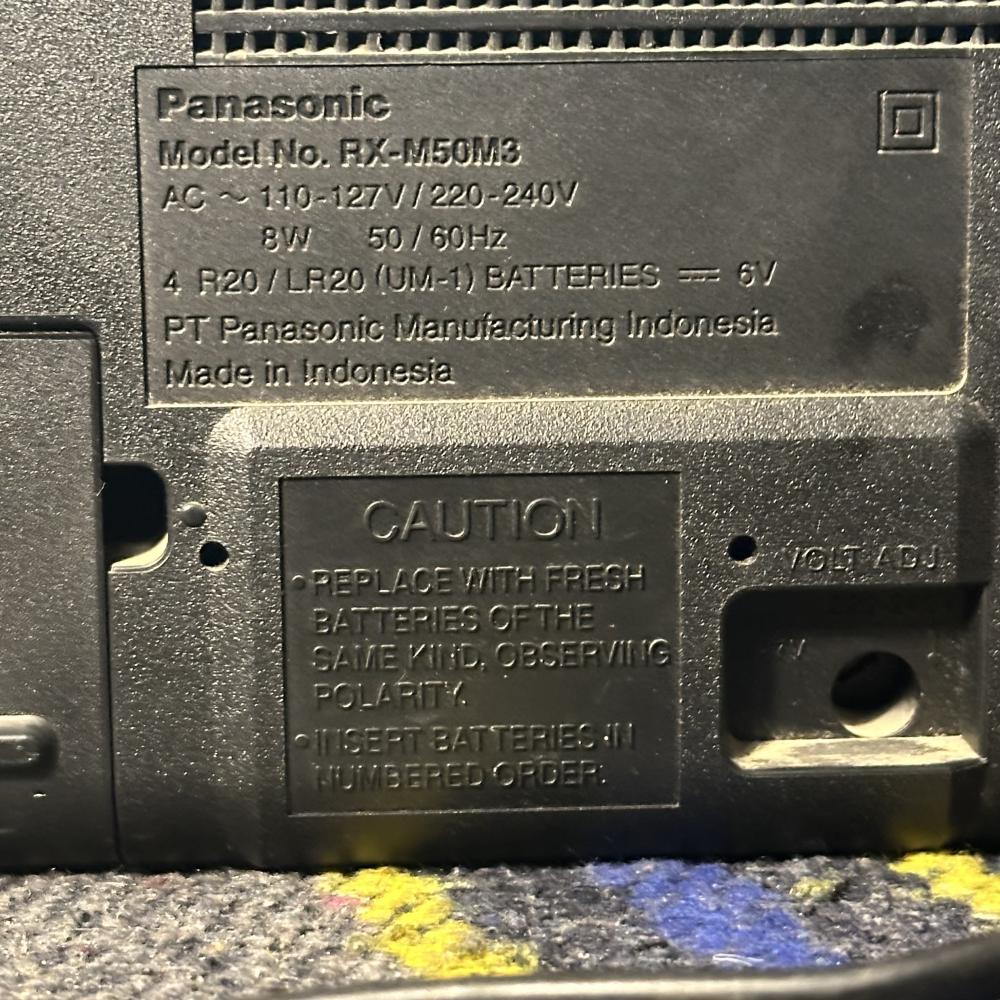 Panasonic
Model No. RX-M50M3
AC ~ 110-127V / 220-240V
8W 50 / 60Hz
4 R20 / LR20 (UM-1) BATTERIES ⎓ 6V
PT Panasonic Manufacturing Indonesia
Made in Indonesia
CAUTION
• REPLACE WITH FRESH
BATTERIES OF THE
SAME KIND, OBSERVING
POLARITY.
• INSERT BATTERIES IN
NUMBERED ORDER.
VOLT ADJ